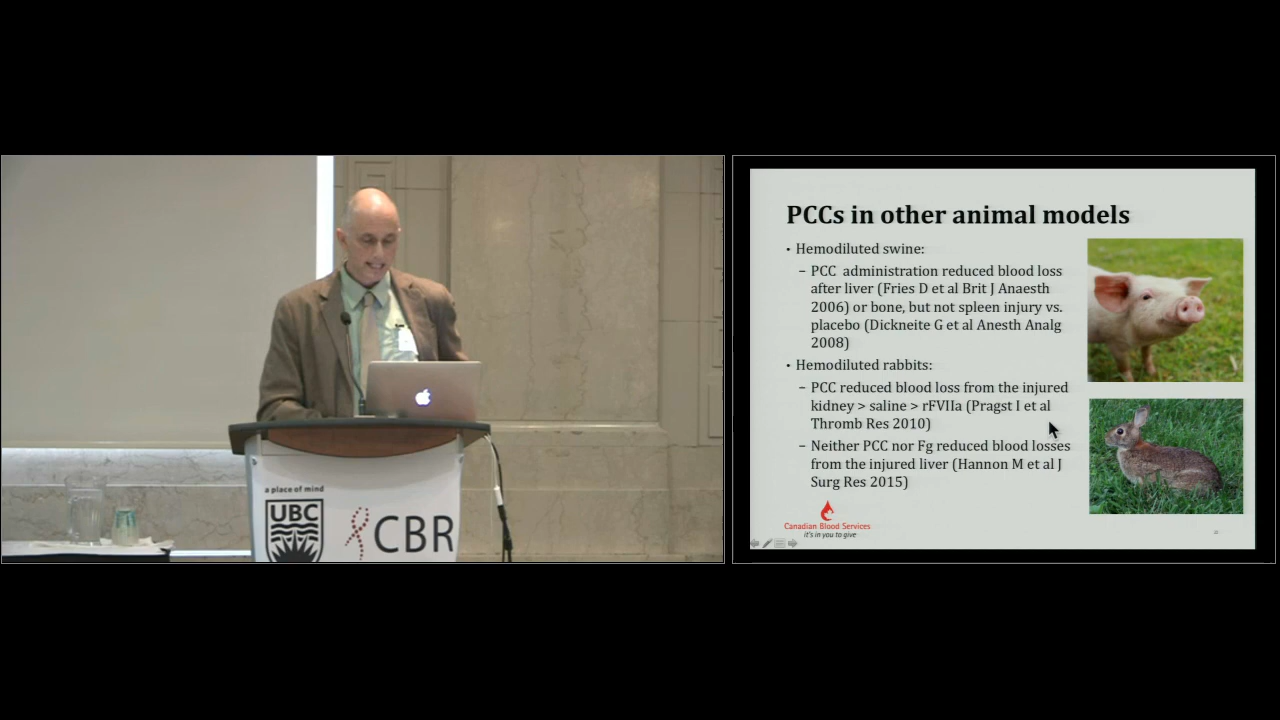 a place of mind
UBC
CBR
PCCs in other animal models
• Hemodiluted swine:
– PCC administration reduced blood loss
after liver (Fries D et al Brit J Anaesth
2006) or bone, but not spleen injury vs.
placebo (Dickneite G et al Anesth Analg
2008)
• Hemodiluted rabbits:
– PCC reduced blood loss from the injured
kidney > saline > rFVIIa (Pragst I et al
Thromb Res 2010)
– Neither PCC nor Fg reduced blood losses
from the injured liver (Hannon M et al J
Surg Res 2015)
Canadian Blood Services
it's in you to give